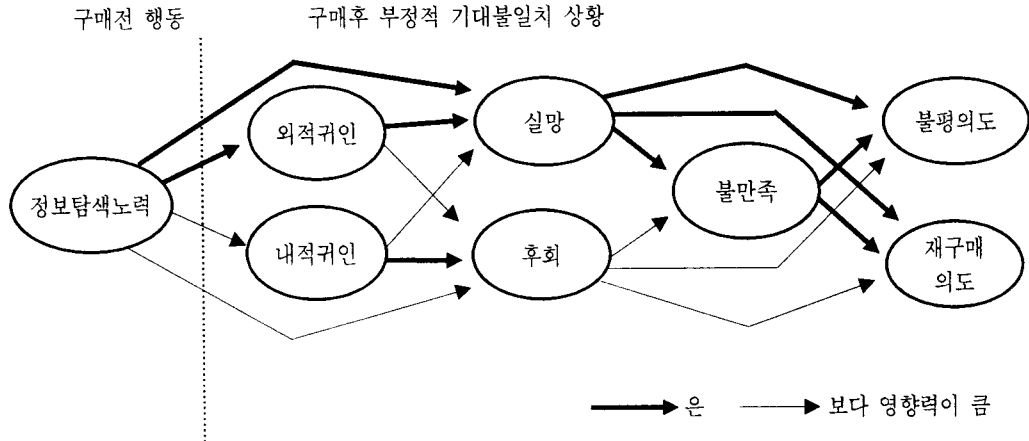 구매전 행동
구매후 부정적 기대불일치 상황
정보탐색노력
외적귀인
내적귀인
실망
후회
불만족
불평의도
재구매
의도
은
보다 영향력이 큼